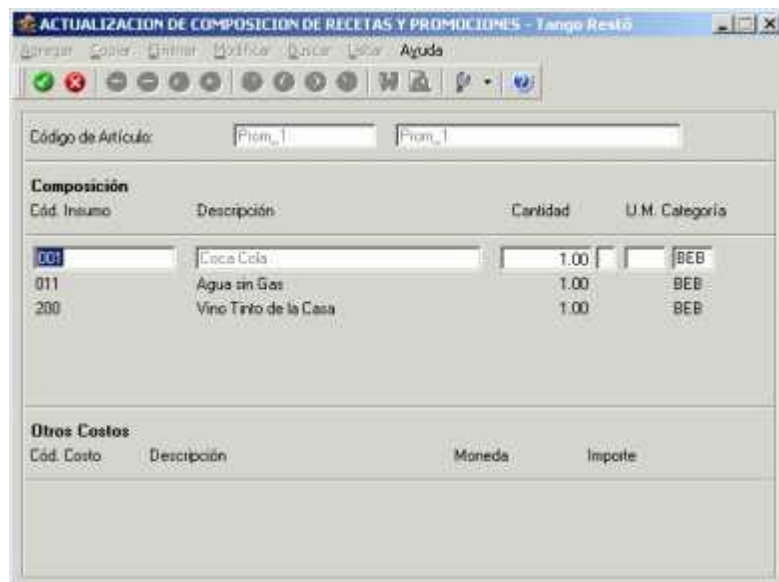 ACTUALIZACION DE COMPOSICION DE RECETAS Y PROMOCIONES - Tango Restô
Agregar Copiar Eliminar Modificar Buscar Listar Ayuda
Código de Artículo: Prom_1 Prom_1
Composición
Cód. Insumo Descripción Cantidad U.M. Categoría
001 Coca Cola 1.00 BEB
011 Agua sin Gas 1.00 BEB
200 Vino Tinto de la Casa 1.00 BEB
Otros Costos
Cód. Costo Descripción Moneda Importe